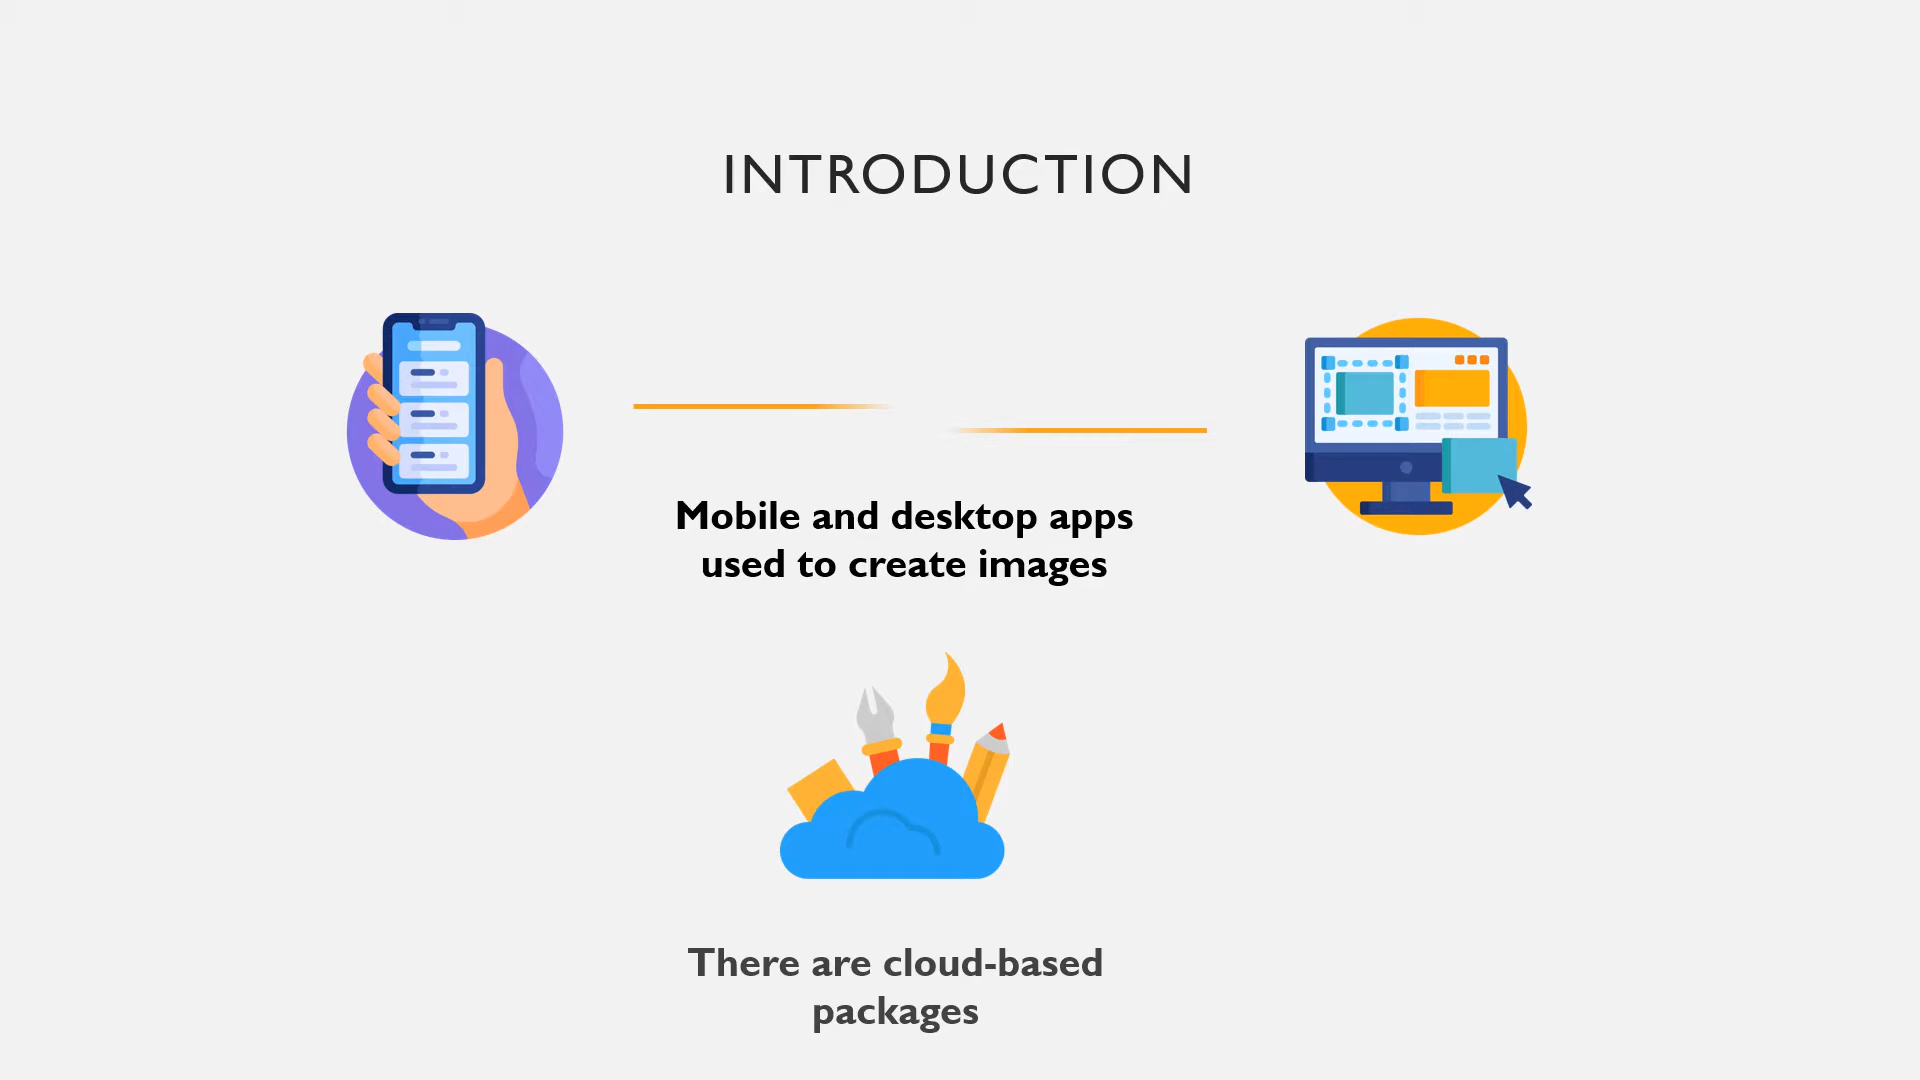 INTRODUCTION
Mobile and desktop apps
used to create images
There are cloud-based
packages